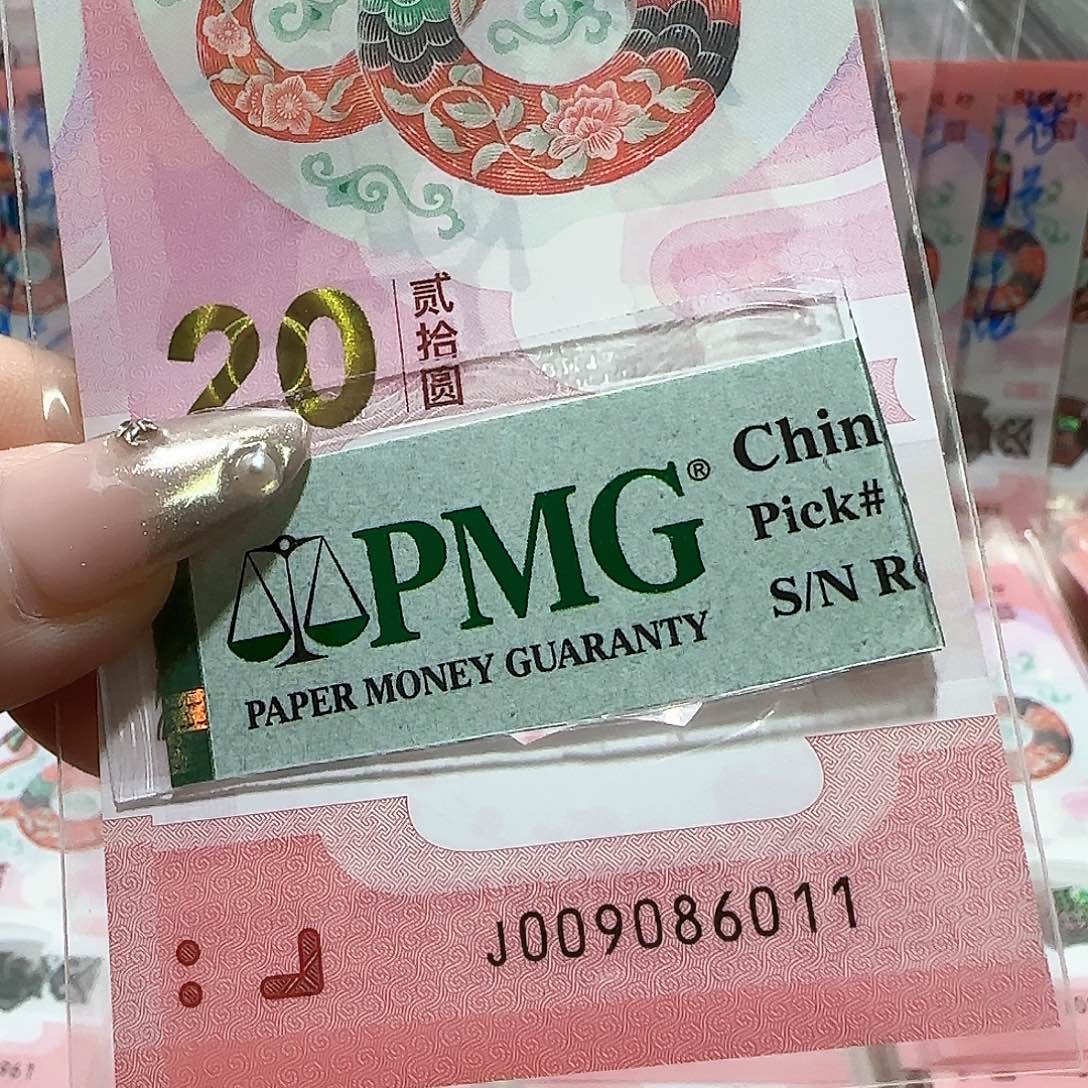 20
贰拾圆
PMG®
PAPER MONEY GUARANTY
Chin
Pick#
S/N R
J009086011